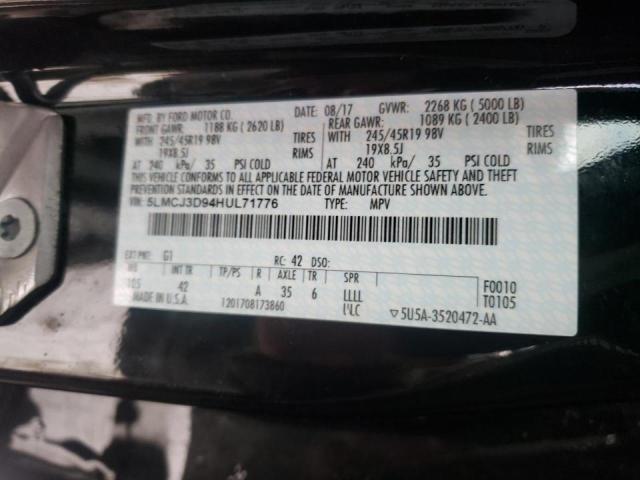 MFD. BY FORD MOTOR CO.
DATE: 08/17 GVWR: 2268 KG ( 5000 LB)
FRONT GAWR: 1188 KG ( 2620 LB)
REAR GAWR: 1089 KG ( 2400 LB)
WITH 245/45R19 98V TIRES
WITH 245/45R19 98V TIRES
19X8.5J RIMS
19X8.5J RIMS
AT 240 kPa/ 35 PSI COLD
AT 240 kPa/ 35 PSI COLD
THIS VEHICLE CONFORMS TO ALL APPLICABLE FEDERAL MOTOR VEHICLE SAFETY AND THEFT
PREVENTION STANDARDS IN EFFECT ON THE DATE OF MANUFACTURE SHOWN ABOVE.
VIN: 5LMCJ3D94HUL71776 TYPE: MPV
EXT PNT: G1 RC: 42 DSO:
WB INT TR TP/PS R AXLE TR SPR
105 42 A 35 6 LLLL F0010
T0105
MADE IN U.S.A. 1201708173860 ▽5U5A-3520472-AA